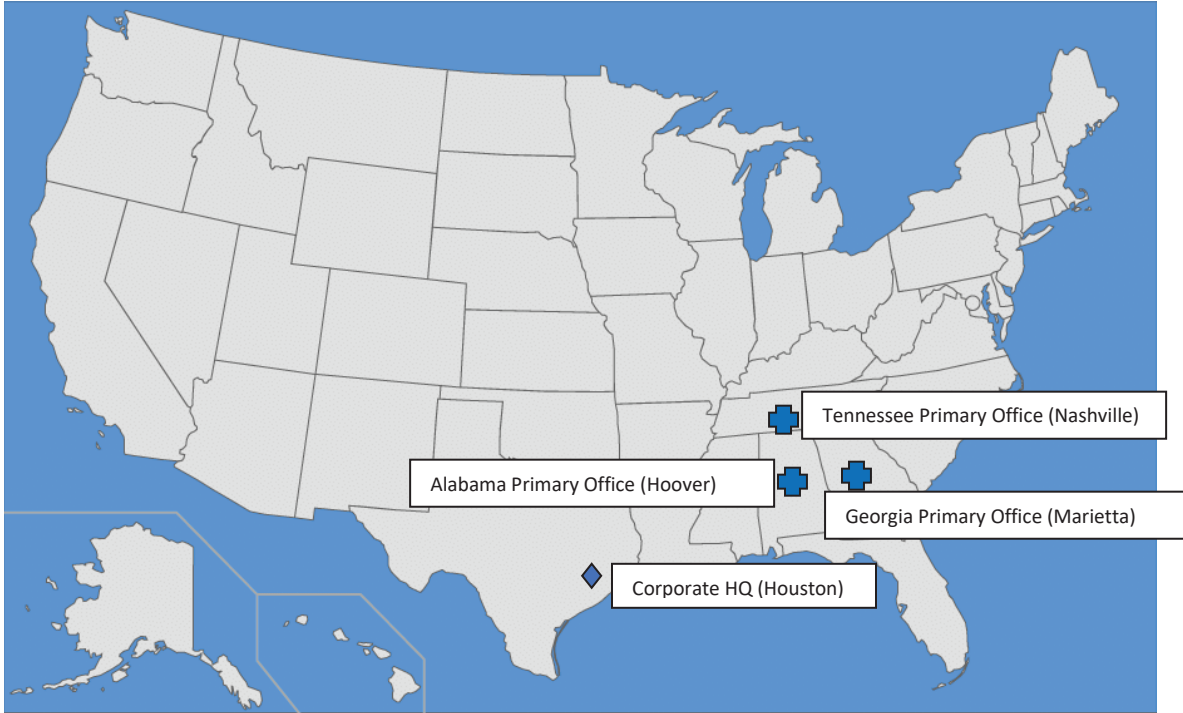 Tennessee Primary Office (Nashville)
Alabama Primary Office (Hoover)
Georgia Primary Office (Marietta)
Corporate HQ (Houston)